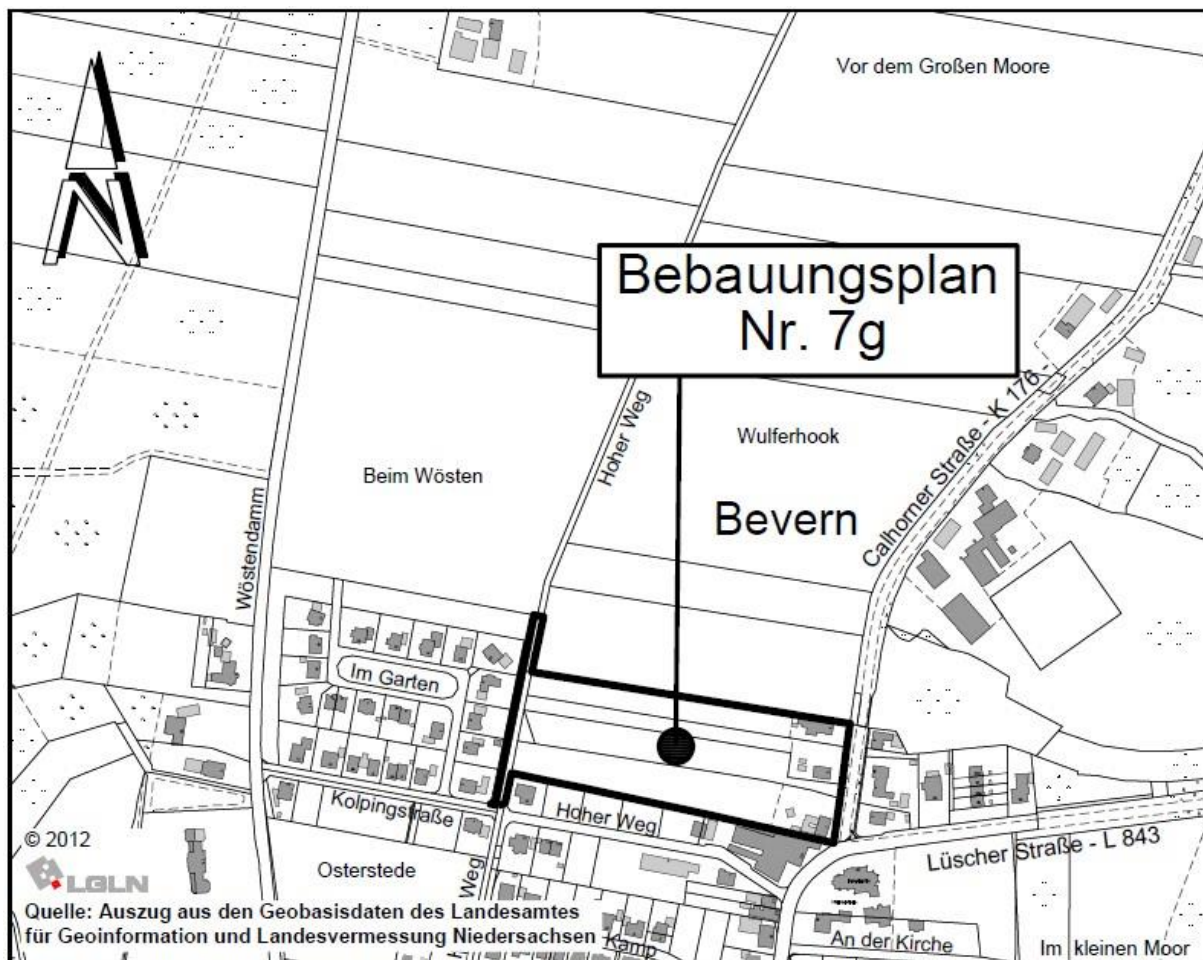 Vor dem Großen Moore
N
Bebauungsplan
Nr. 7g
Hoher Weg
Wulferhook
Calhorner Straße - K 176 -
Beim Wösten
Bevern
Wöstendamm
Im Garten
Kolpingstraße
Hoher Weg
© 2012
Lüscher Straße - L 843
Osterstede
Weg
LGLN
Quelle: Auszug aus den Geobasisdaten des Landesamtes
für Geoinformation und Landesvermessung Niedersachsen
Kamp
An der Kirche
Im kleinen Moor